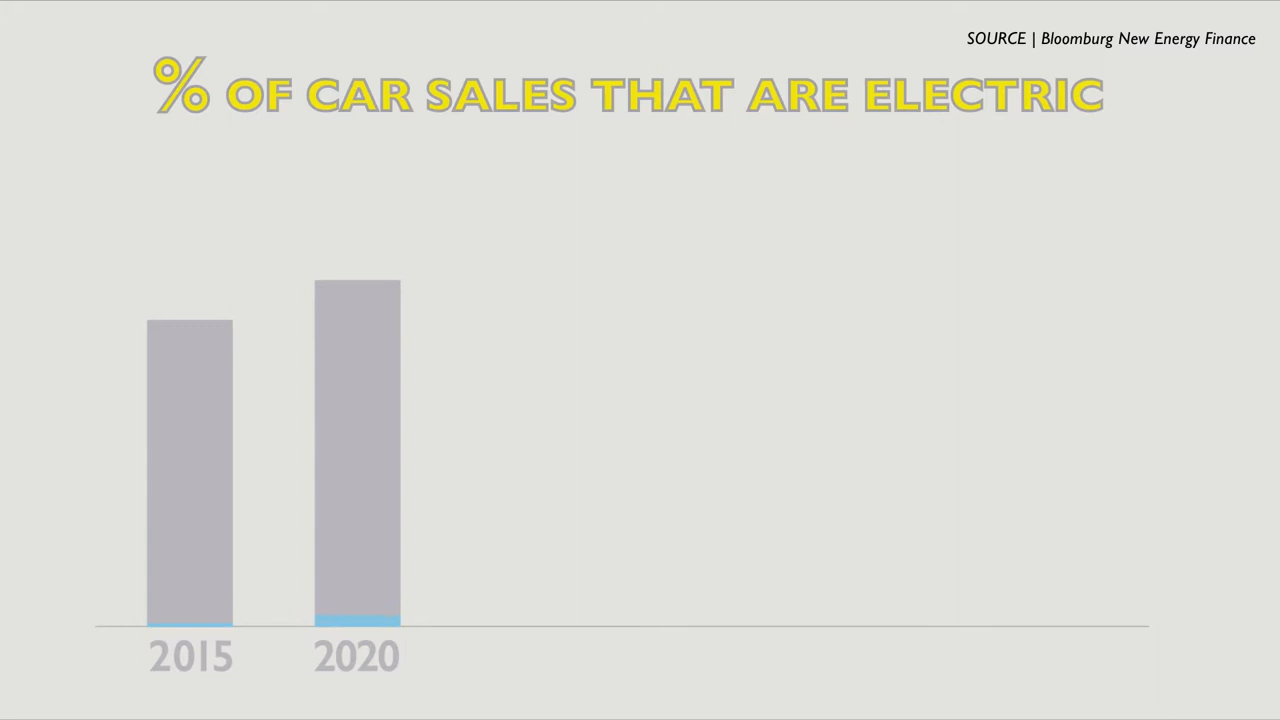 SOURCE | Bloomburg New Energy Finance
% OF CAR SALES THAT ARE ELECTRIC
2015 2020